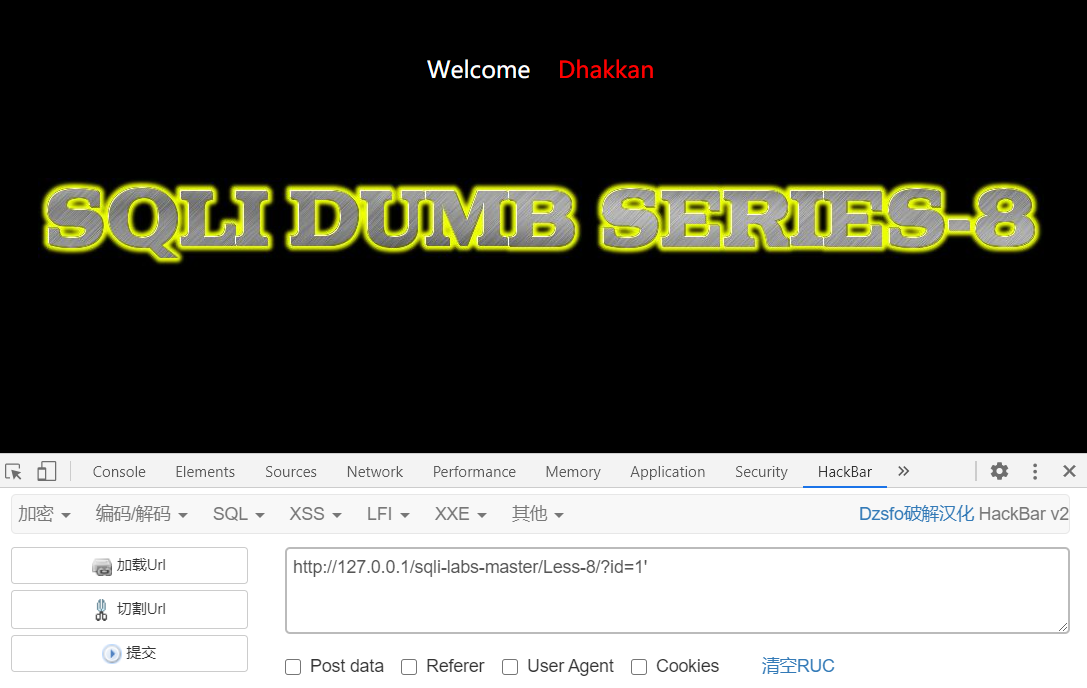 Welcome Dhakkan
SQLI DUMB SERIES-8
Console Elements Sources Network Performance Memory Application Security HackBar
加密 编码/解码 SQL XSS LFI XXE 其他 Dzsfo破解汉化 HackBar v2
加载Url
http://127.0.0.1/sqli-labs-master/Less-8/?id=1'
切割Url
提交
Post data Referer User Agent Cookies 清空RUC